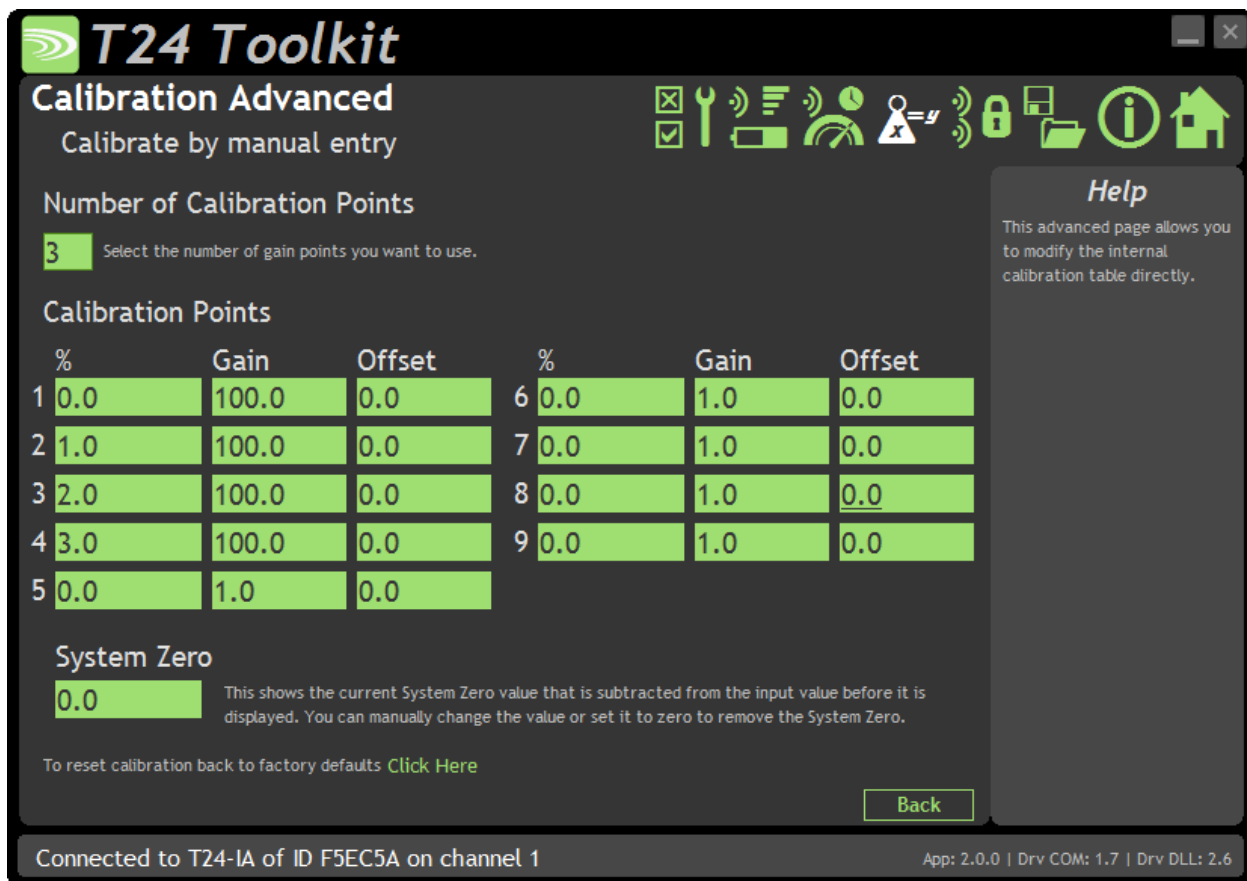 T24 Toolkit
Calibration Advanced
Calibrate by manual entry
x=y
Number of Calibration Points
3 Select the number of gain points you want to use.
Calibration Points
% Gain Offset % Gain Offset
1 0.0 100.0 0.0 6 0.0 1.0 0.0
2 1.0 100.0 0.0 7 0.0 1.0 0.0
3 2.0 100.0 0.0 8 0.0 1.0 0.0
4 3.0 100.0 0.0 9 0.0 1.0 0.0
5 0.0 1.0 0.0
System Zero
0.0
This shows the current System Zero value that is subtracted from the input value before it is
displayed. You can manually change the value or set it to zero to remove the System Zero.
To reset calibration back to factory defaults Click Here
Back
Help
This advanced page allows you
to modify the internal
calibration table directly.
Connected to T24-IA of ID F5EC5A on channel 1
App: 2.0.0 | Drv COM: 1.7 | Drv DLL: 2.6